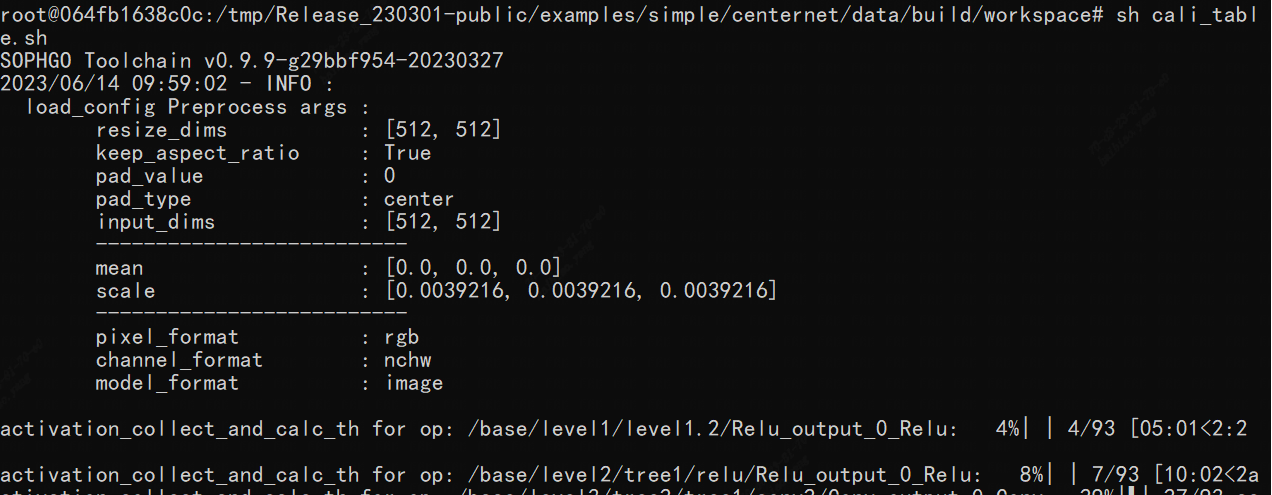 root@064fb1638c0c:/tmp/Release_230301-public/examples/simple/centernet/data/build/workspace# sh cali_tabl
e.sh
SOPHGO Toolchain v0.9.9-g29bbf954-20230327
2023/06/14 09:59:02 - INFO :
load_config Preprocess args :
resize_dims : [512, 512]
keep_aspect_ratio : True
pad_value : 0
pad_type : center
input_dims : [512, 512]
--------------------------
mean : [0.0, 0.0, 0.0]
scale : [0.0039216, 0.0039216, 0.0039216]
--------------------------
pixel_format : rgb
channel_format : nchw
model_format : image
activation_collect_and_calc_th for op: /base/level1/level1.2/Relu_output_0_Relu: 4%| | 4/93 [05:01<2:2
activation_collect_and_calc_th for op: /base/level2/tree1/relu/Relu_output_0_Relu: 8%| | 7/93 [10:02<2a